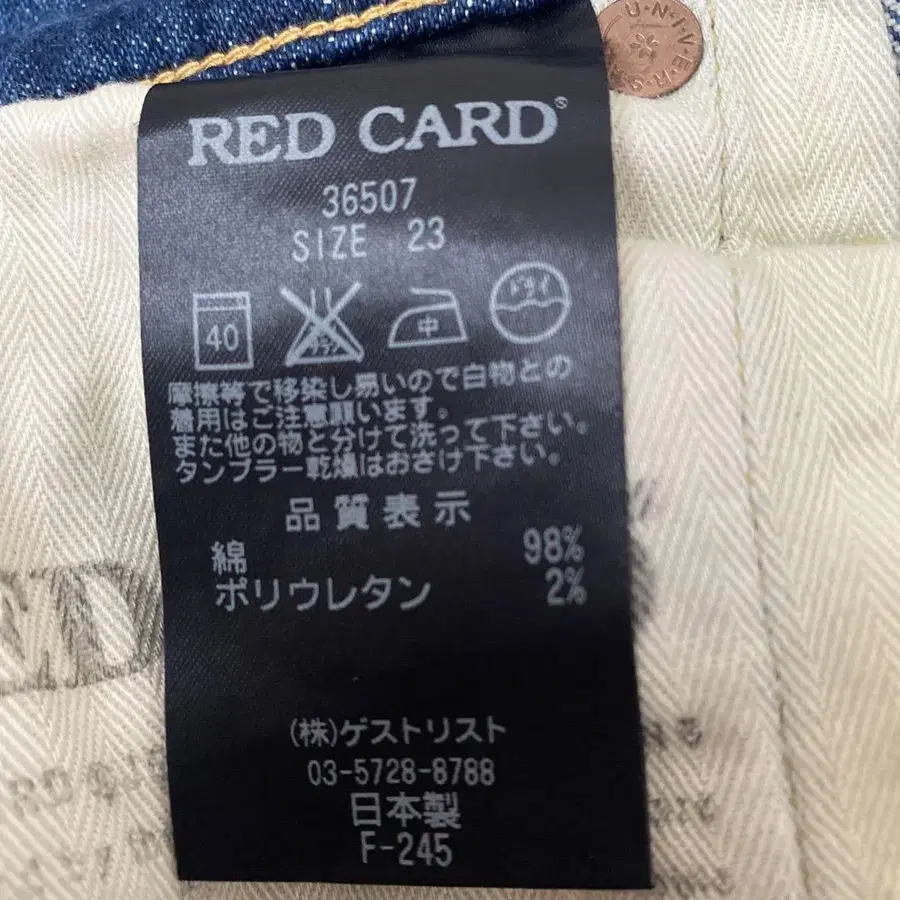 U·N·I·V·E·R·S
RED CARD®
36507
SIZE 23
40
中
ドライ
摩擦等で移染し易いので白物との
着用はご注意願います。
また他の物と分けて洗って下さい。
タンブラー乾燥はおさけ下さい。
品質表示
綿 98%
ポリウレタン 2%
(株)ゲストリスト
03-5728-8788
日本製
F-245